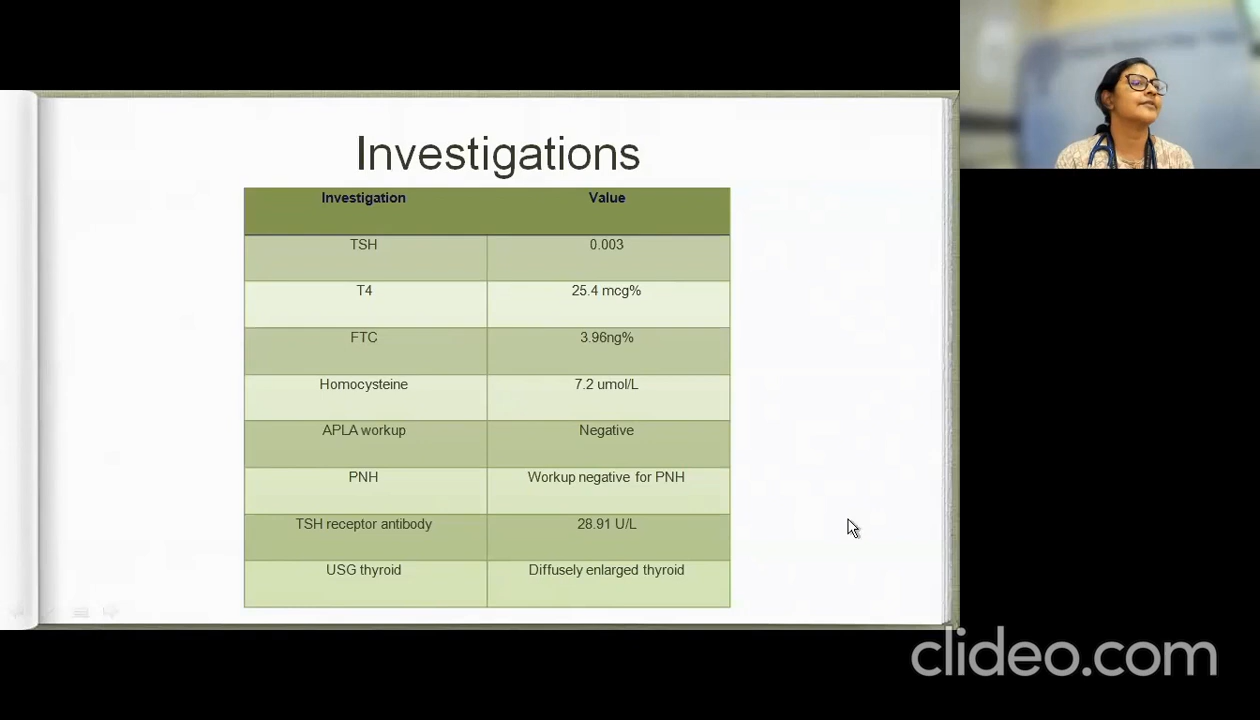 Investigations
Investigation Value
TSH 0.003
T4 25.4 mcg%
FTC 3.96ng%
Homocysteine 7.2 umol/L
APLA workup Negative
PNH Workup negative for PNH
TSH receptor antibody 28.91 U/L
USG thyroid Diffusely enlarged thyroid
clideo.com